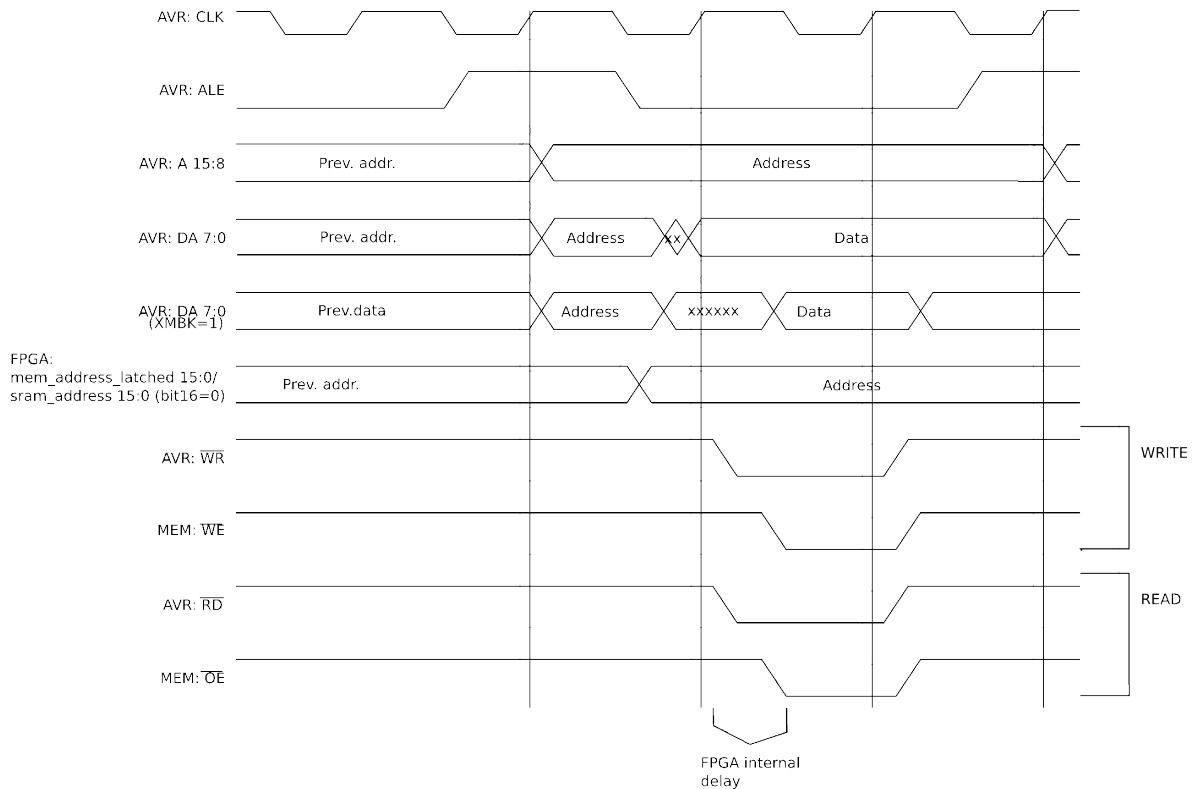 AVR: CLK
AVR: ALE
AVR: A 15:8
Prev. addr.
Address
AVR: DA 7:0
Prev. addr.
Address
xx
Data
AVR: DA 7:0
(XMBK=1)
Prev.data
Address
xxxxxx
Data
FPGA:
mem_address_latched 15:0/
sram_address 15:0 (bit16=0)
Prev. addr.
Address
AVR: WR
WRITE
MEM: WE
AVR: RD
READ
MEM: OE
FPGA internal
delay